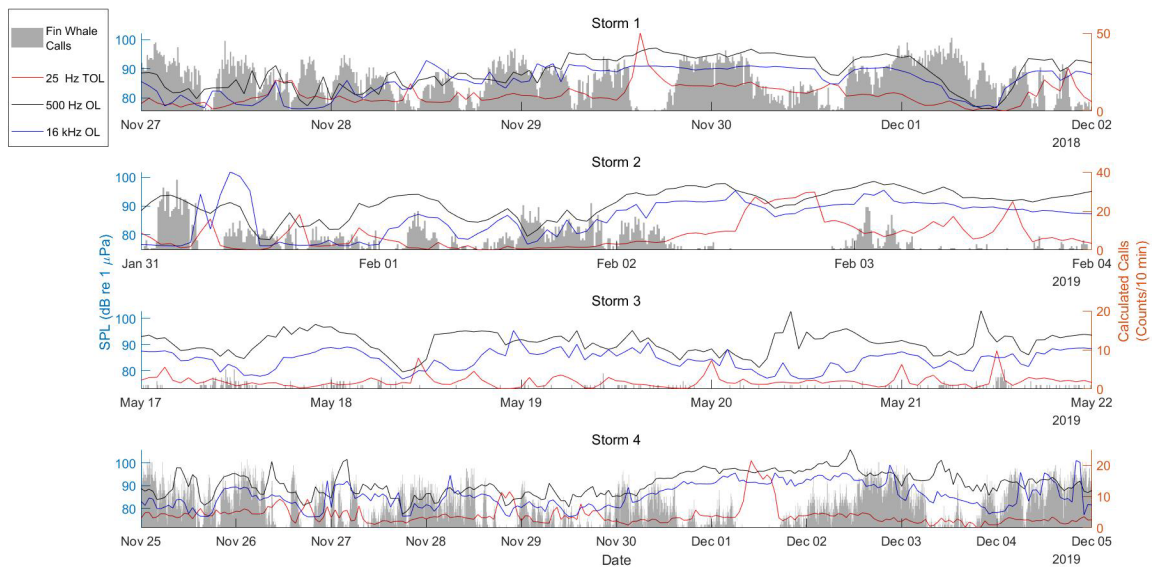 Fin Whale
Calls
25 Hz TOL
500 Hz OL
16 kHz OL
Storm 1
100
90
80
50
0
Nov 27
Nov 28
Nov 29
Nov 30
Dec 01
Dec 02
2018
Storm 2
100
90
80
40
20
0
Jan 31
Feb 01
Feb 02
Feb 03
Feb 04
2019
SPL (dB re 1 μPa)
Calculated Calls
(Counts/10 min)
Storm 3
100
90
80
20
10
0
May 17
May 18
May 19
May 20
May 21
May 22
2019
Storm 4
100
90
80
20
10
0
Nov 25
Nov 26
Nov 27
Nov 28
Nov 29
Nov 30
Dec 01
Dec 02
Dec 03
Dec 04
Dec 05
2019
Date